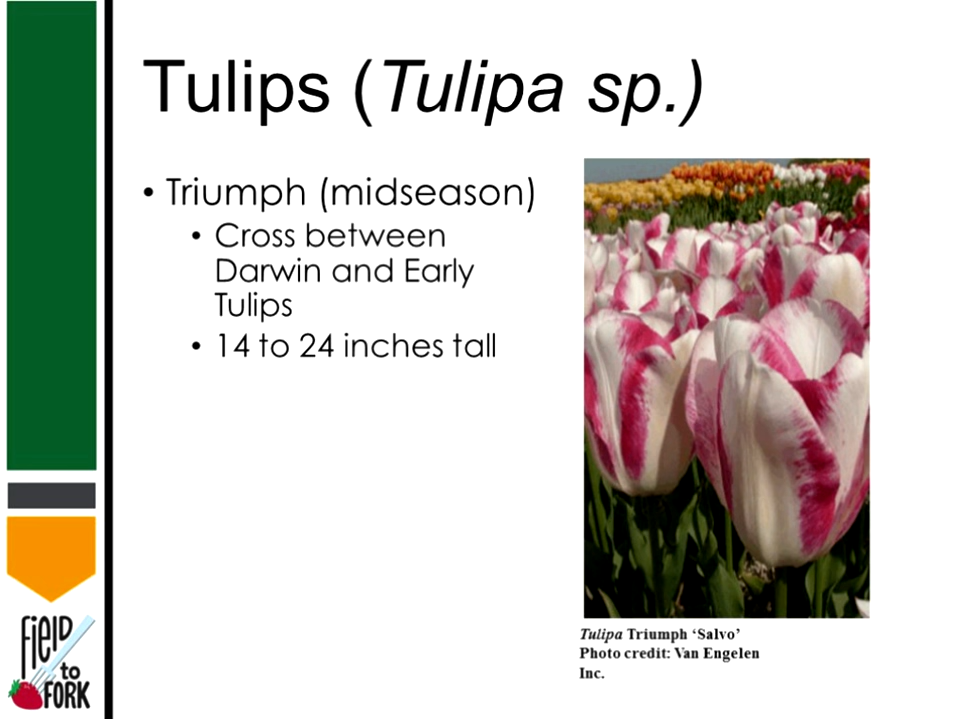 Tulips (Tulipa sp.)
• Triumph (midseason)
• Cross between
Darwin and Early
Tulips
• 14 to 24 inches tall
Tulipa Triumph ‘Salvo’
Photo credit: Van Engelen
Inc.
FiElD
to
FORK